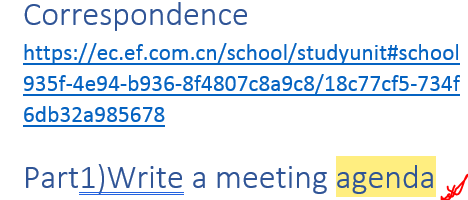 Correspondence
https://ec.ef.com.cn/school/studyunit#school
935f-4e94-b936-8f4807c8a9c8/18c77cf5-734f
6db32a985678
Part1)Write a meeting agenda